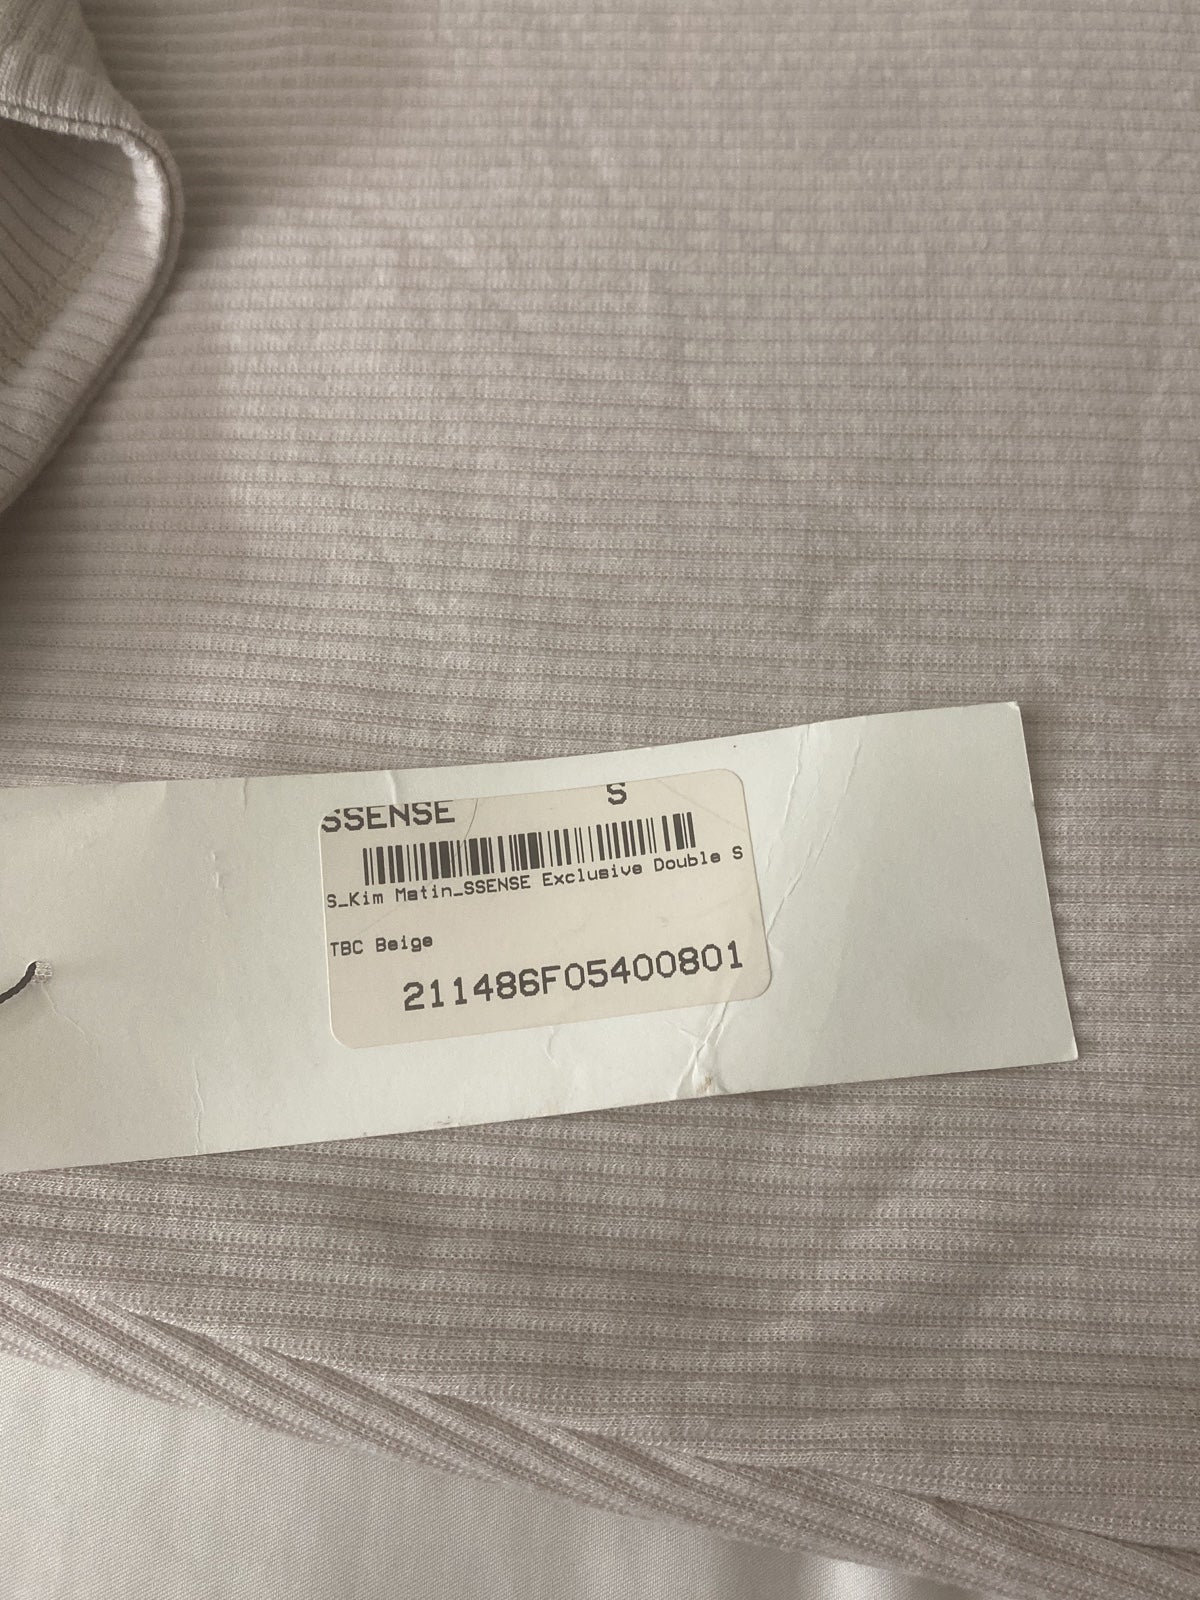 SSENSE S
S_Kim Matin_SSENSE Exclusive Double S
TBC Beige
211486F05400801